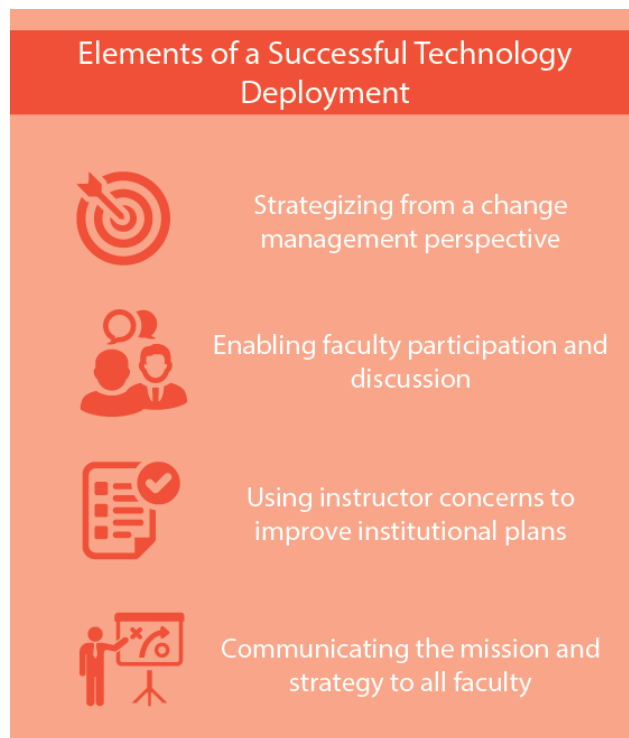 Elements of a Successful Technology
Deployment
Strategizing from a change
management perspective
Enabling faculty participation and
discussion
Using instructor concerns to
improve institutional plans
Communicating the mission and
strategy to all faculty